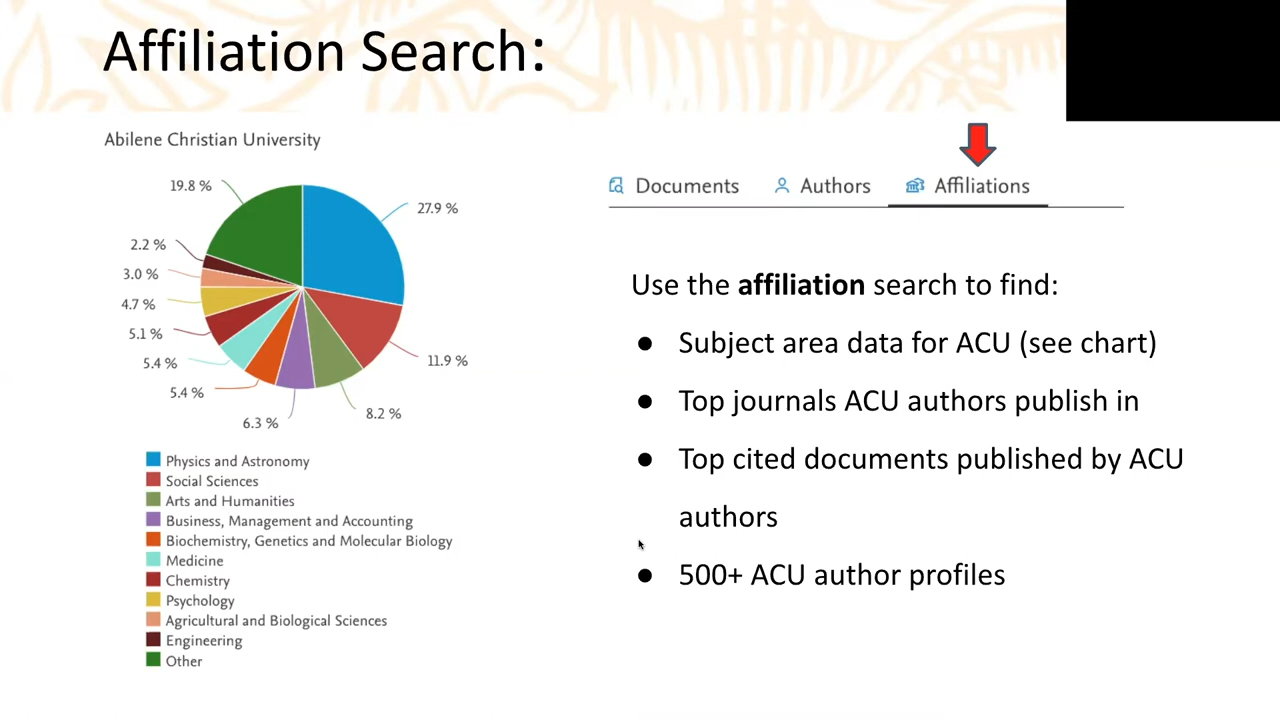 Affiliation Search:
Abilene Christian University
19.8 %
27.9 %
2.2 %
3.0 %
4.7 %
5.1 %
5.4 %
5.4 %
6.3 %
8.2 %
11.9 %
Physics and Astronomy
Social Sciences
Arts and Humanities
Business, Management and Accounting
Biochemistry, Genetics and Molecular Biology
Medicine
Chemistry
Psychology
Agricultural and Biological Sciences
Engineering
Other
Documents Authors Affiliations
Use the affiliation search to find:
● Subject area data for ACU (see chart)
● Top journals ACU authors publish in
● Top cited documents published by ACU
authors
● 500+ ACU author profiles